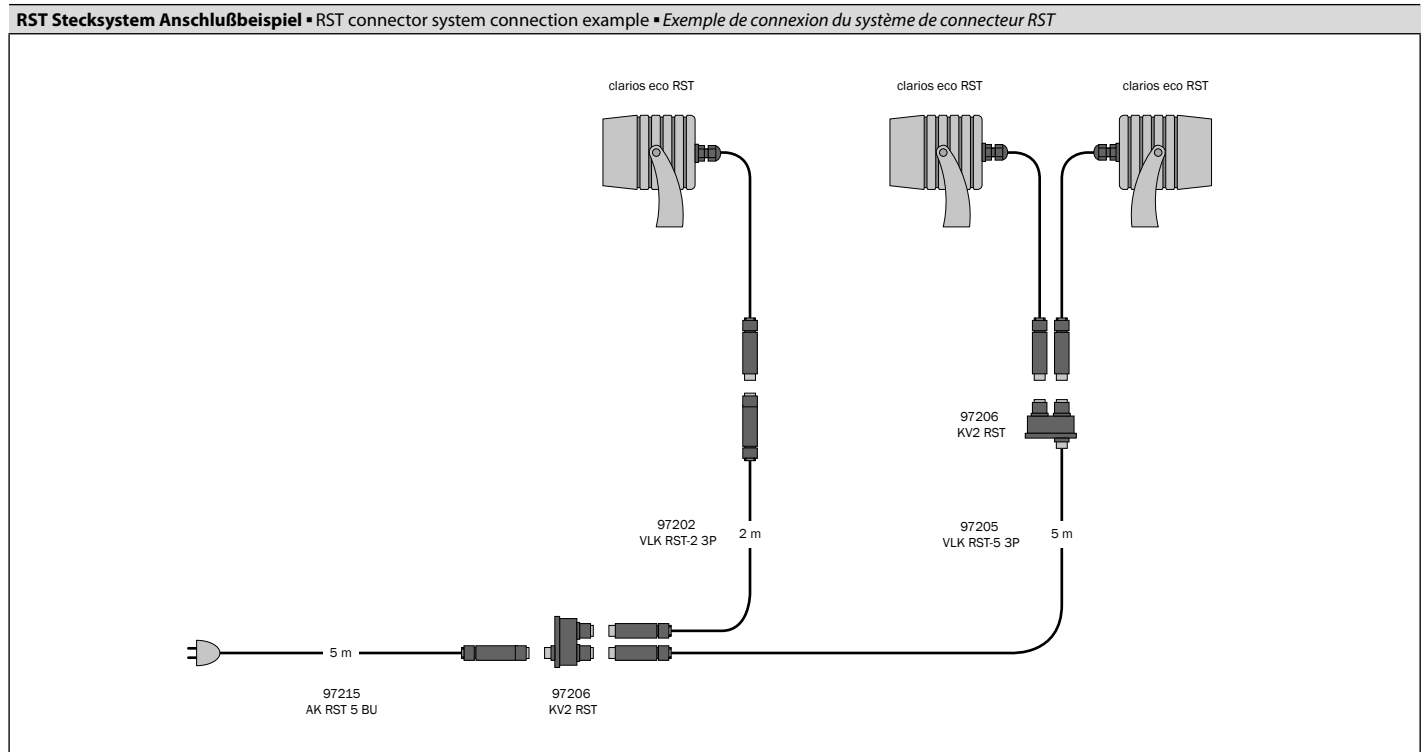 RST Stecksystem Anschlußbeispiel ▪ RST connector system connection example ▪ Exemple de connexion du système de connecteur RST
clarios eco RST
clarios eco RST
clarios eco RST
97206
KV2 RST
97202
VLK RST-2 3P
2 m
97205
VLK RST-5 3P
5 m
5 m
97215
AK RST 5 BU
97206
KV2 RST